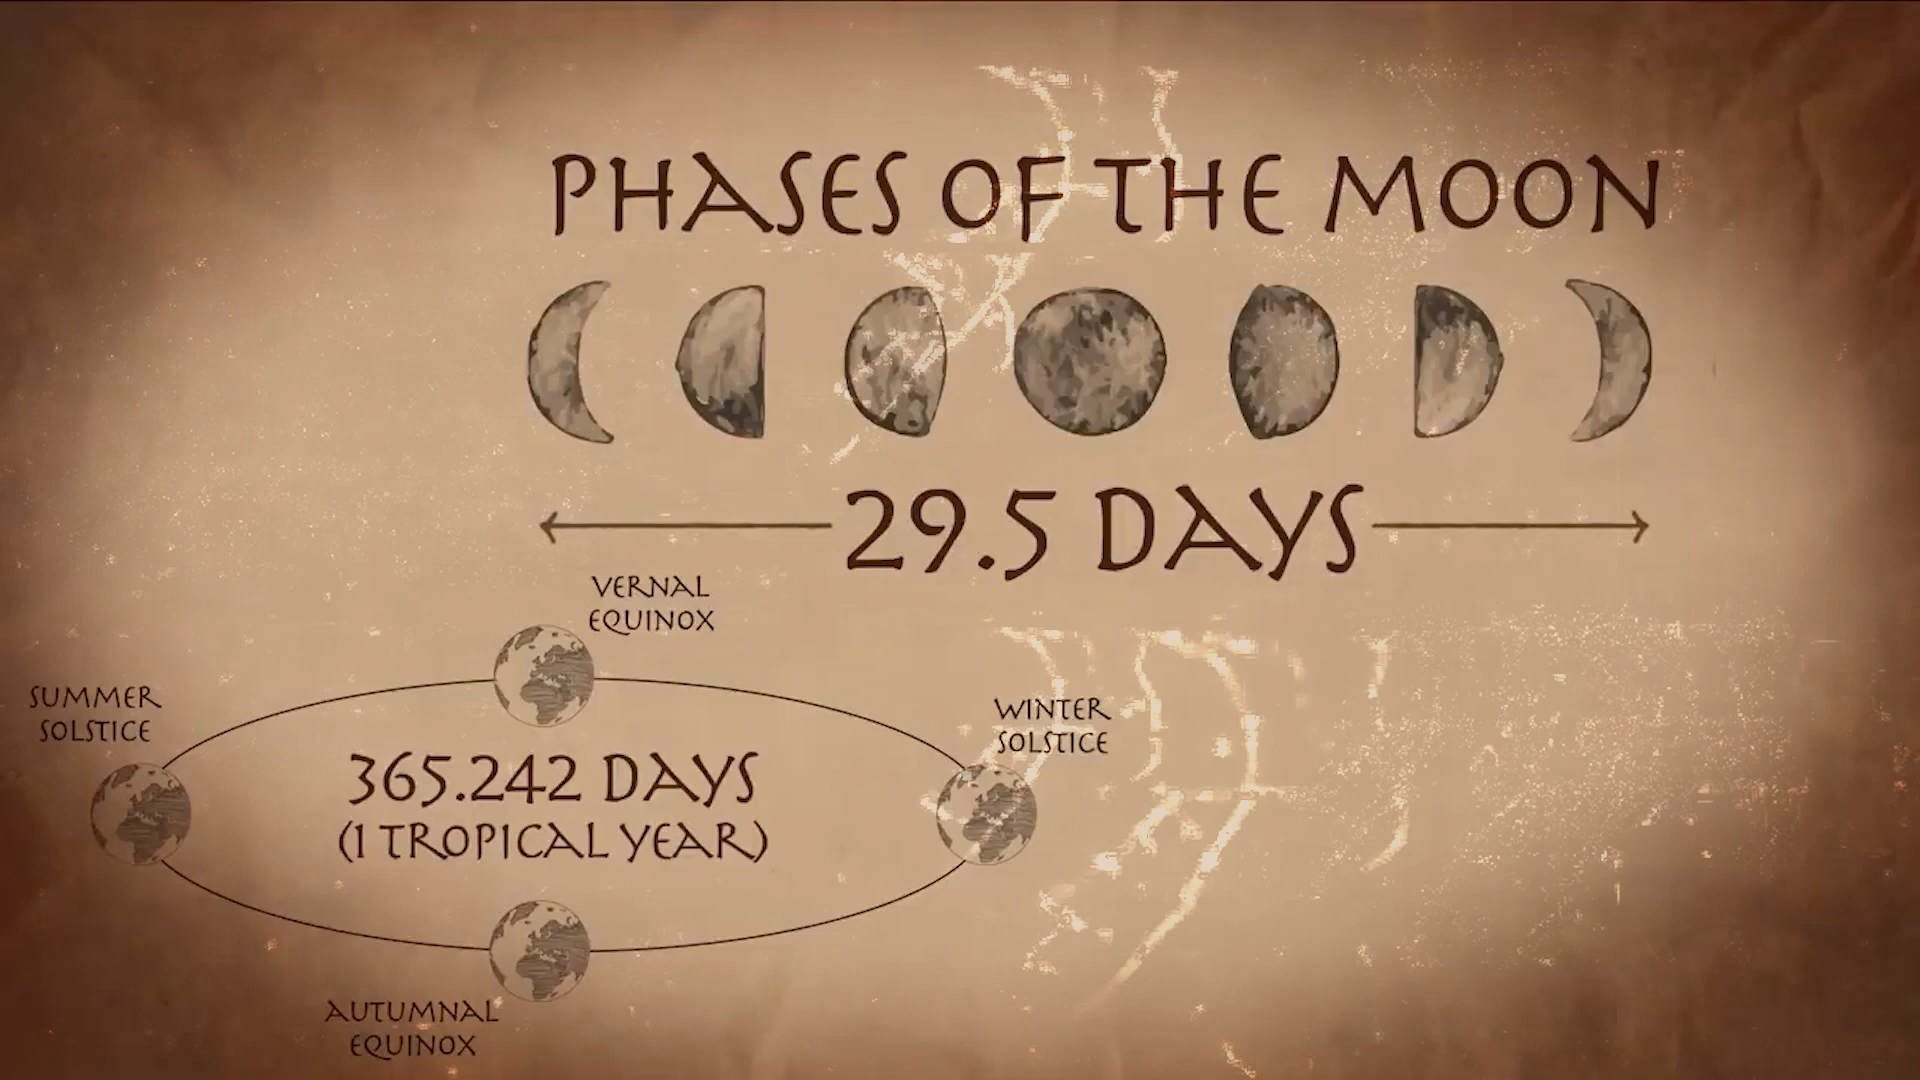 PHASES OF THE MOON
29.5 DAYS
VERNAL
EQUINOX
SUMMER
SOLSTICE
WINTER
SOLSTICE
365.242 DAYS
(1 TROPICAL YEAR)
AUTUMNAL
EQUINOX